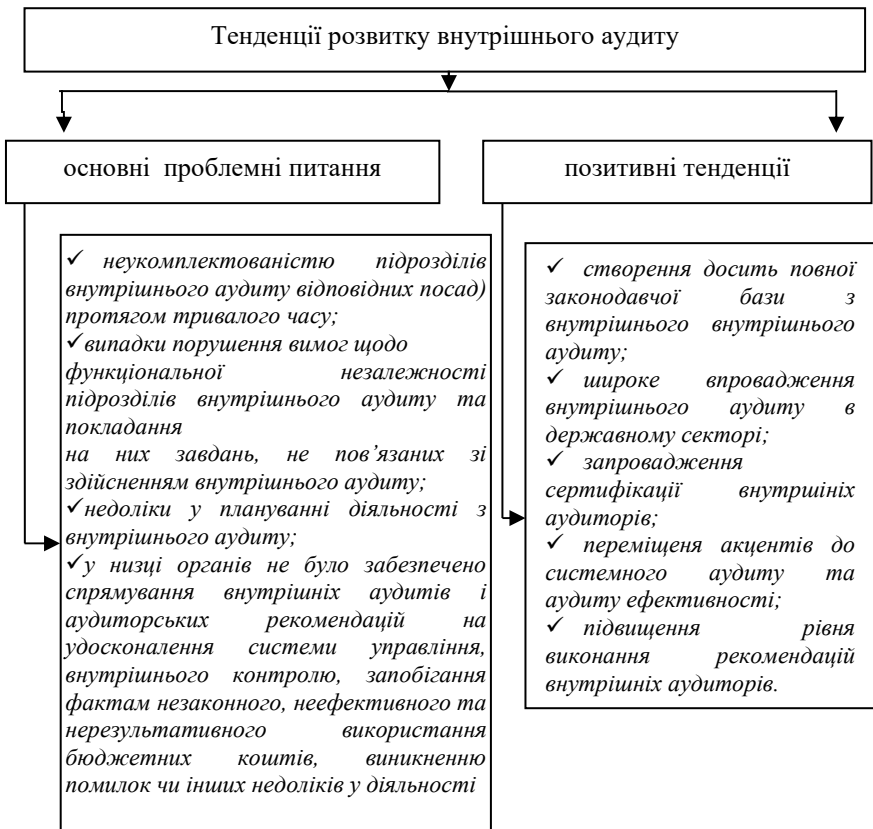 Тенденції розвитку внутрішнього аудиту
основні проблемні питання
позитивні тенденції
✓ неукомплектованістю підрозділів
внутрішнього аудиту відповідних посад)
протягом тривалого часу;
✓випадки порушення вимог щодо
функціональної незалежності
підрозділів внутрішнього аудиту та
покладання
на них завдань, не пов’язаних зі
здійсненням внутрішнього аудиту;
✓недоліки у плануванні діяльності з
внутрішнього аудиту;
✓у низці органів не було забезпечено
спрямування внутрішніх аудитів і
аудиторських рекомендацій на
удосконалення системи управління,
внутрішнього контролю, запобігання
фактам незаконного, неефективного та
нерезультативного використання
бюджетних коштів, виникненню
помилок чи інших недоліків у діяльності
✓ створення досить повної
законодавчої бази з
внутрішнього внутрішнього
аудиту;
✓ широке впровадження
внутрішнього аудиту в
державному секторі;
✓ запровадження
сертифікації внутршініх
аудиторів;
✓ переміщеня акцентів до
системного аудиту та
аудиту ефективності;
✓ підвищення рівня
виконання рекомендацій
внутрішніх аудиторів.